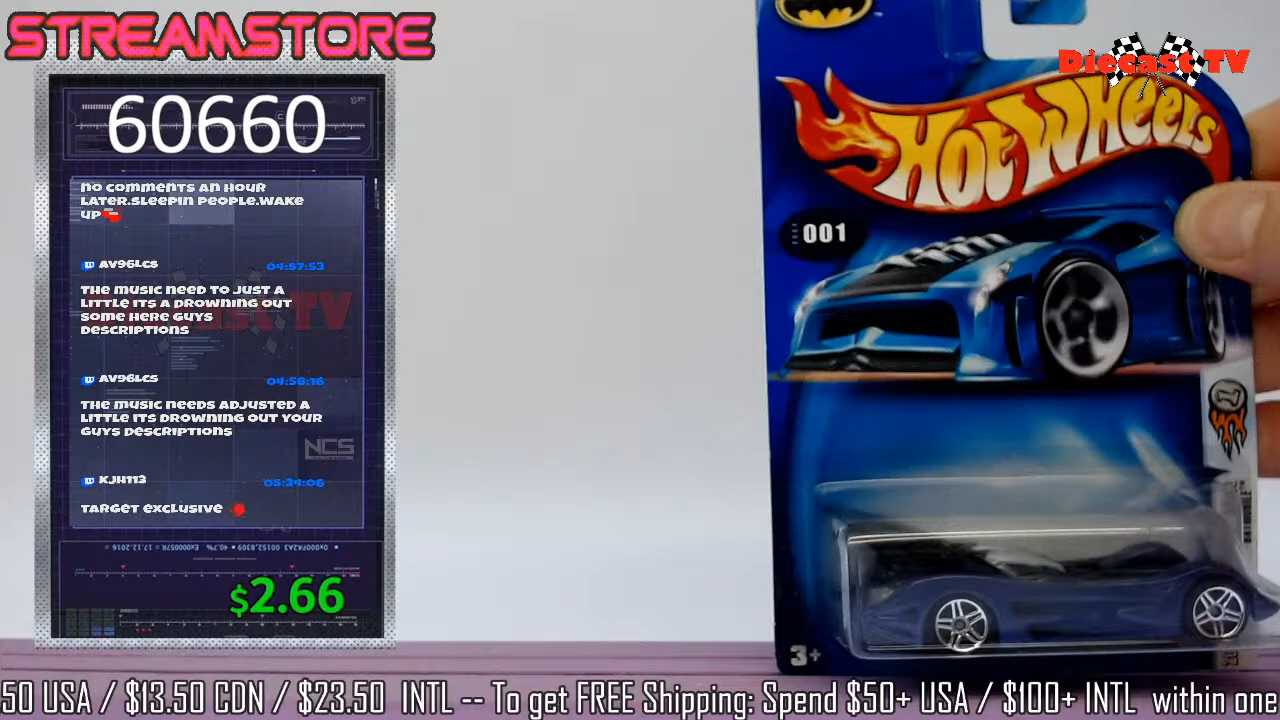 STREAMSTORE
60660
NO COMMENTS AN HOUR
LATER.SLEEPIN PEOPLE.WAKE
UP
AV96LCS 04:57:53
THE MUSIC NEED TO JUST A
LITTLE ITS A DROWNING OUT
SOME HERE GUYS
DESCRIPTIONS
AV96LCS 04:58:16
THE MUSIC NEEDS ADJUSTED A
LITTLE ITS DROWNING OUT YOUR
GUYS DESCRIPTIONS
NCS
KJH113 05:34:06
TARGET EXCLUSIVE
$2.66
Diecast TV
HOT WHEELS
2004
001
3+
50 USA / $13.50 CDN / $23.50 INTL -- To get FREE Shipping: Spend $50+ USA / $100+ INTL within one